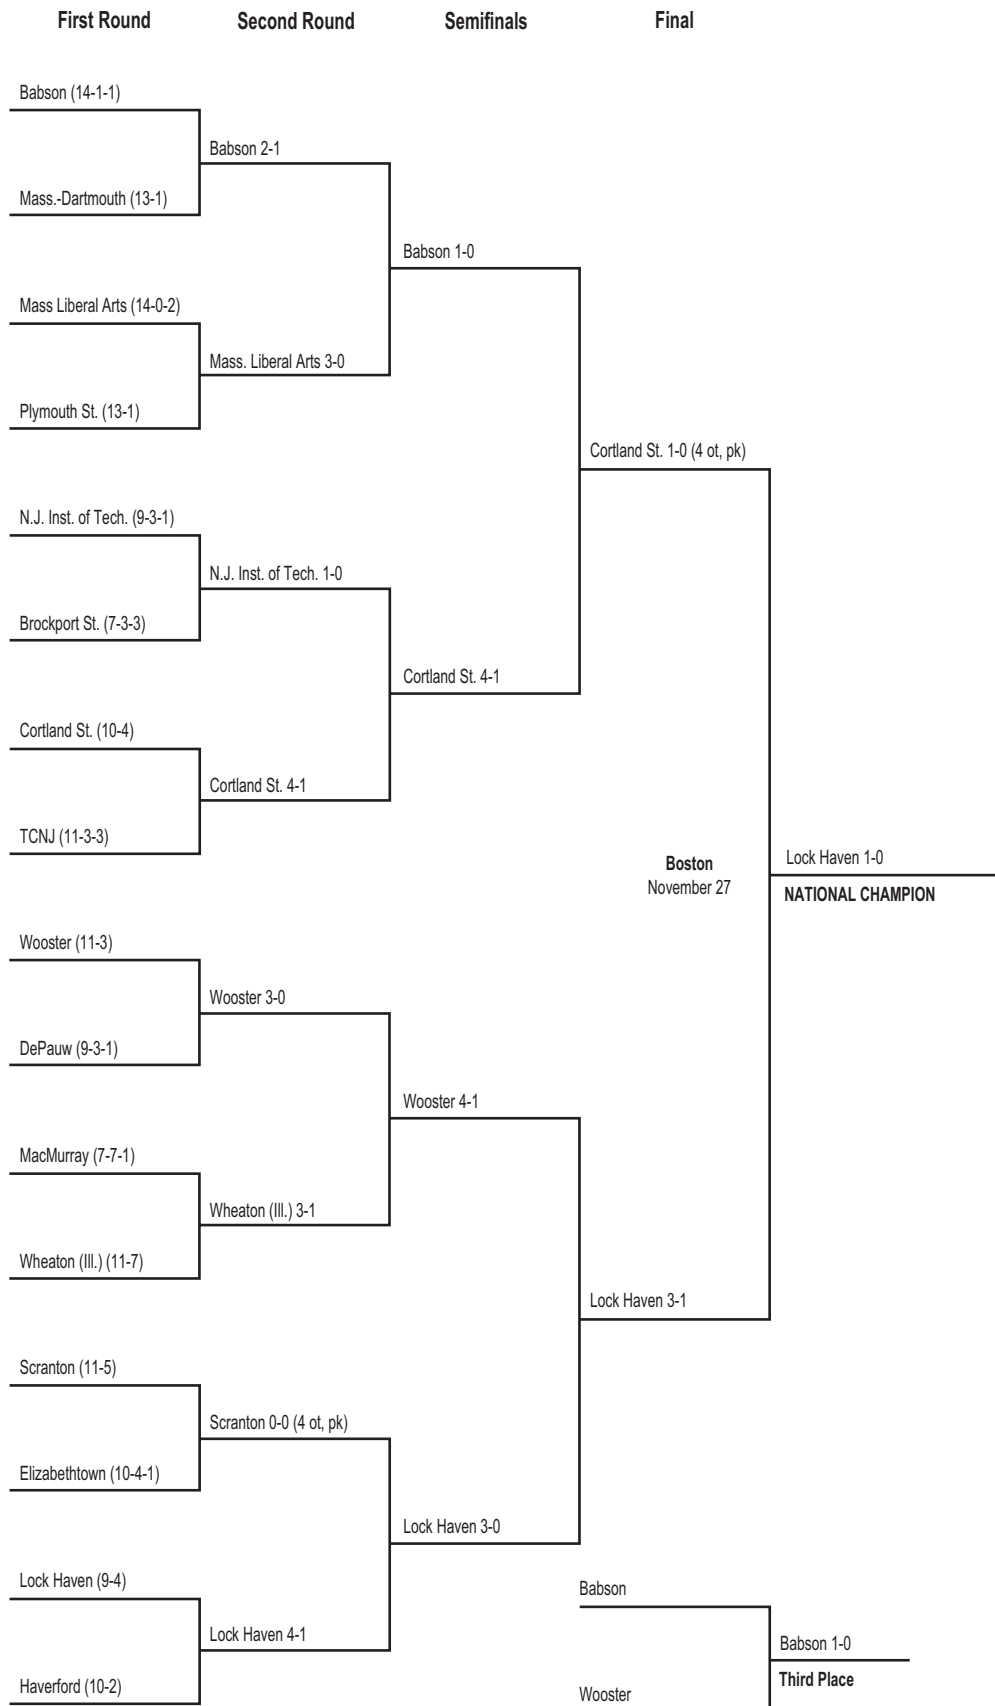 First Round
Second Round
Semifinals
Final
Babson (14-1-1)
Babson 2-1
Mass.-Dartmouth (13-1)
Babson 1-0
Mass Liberal Arts (14-0-2)
Mass. Liberal Arts 3-0
Plymouth St. (13-1)
Cortland St. 1-0 (4 ot, pk)
N.J. Inst. of Tech. (9-3-1)
N.J. Inst. of Tech. 1-0
Brockport St. (7-3-3)
Cortland St. 4-1
Cortland St. (10-4)
Cortland St. 4-1
TCNJ (11-3-3)
Boston
November 27
Lock Haven 1-0
NATIONAL CHAMPION
Wooster (11-3)
Wooster 3-0
DePauw (9-3-1)
Wooster 4-1
MacMurray (7-7-1)
Wheaton (Ill.) 3-1
Wheaton (Ill.) (11-7)
Lock Haven 3-1
Scranton (11-5)
Scranton 0-0 (4 ot, pk)
Elizabethtown (10-4-1)
Lock Haven 3-0
Lock Haven (9-4)
Lock Haven 4-1
Haverford (10-2)
Babson
Babson 1-0
Third Place
Wooster